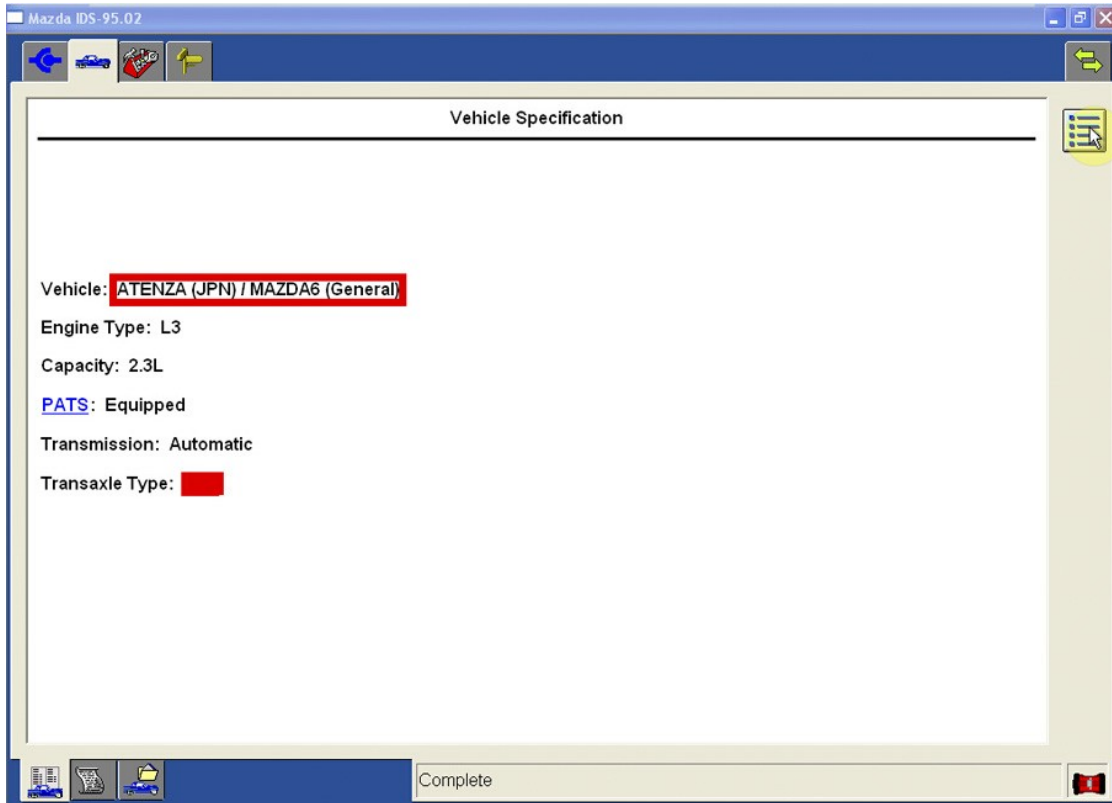 Mazda IDS-95.02
Vehicle Specification
Vehicle: ATENZA (JPN) / MAZDA6 (General)
Engine Type: L3
Capacity: 2.3L
PATS: Equipped
Transmission: Automatic
Transaxle Type:
Complete